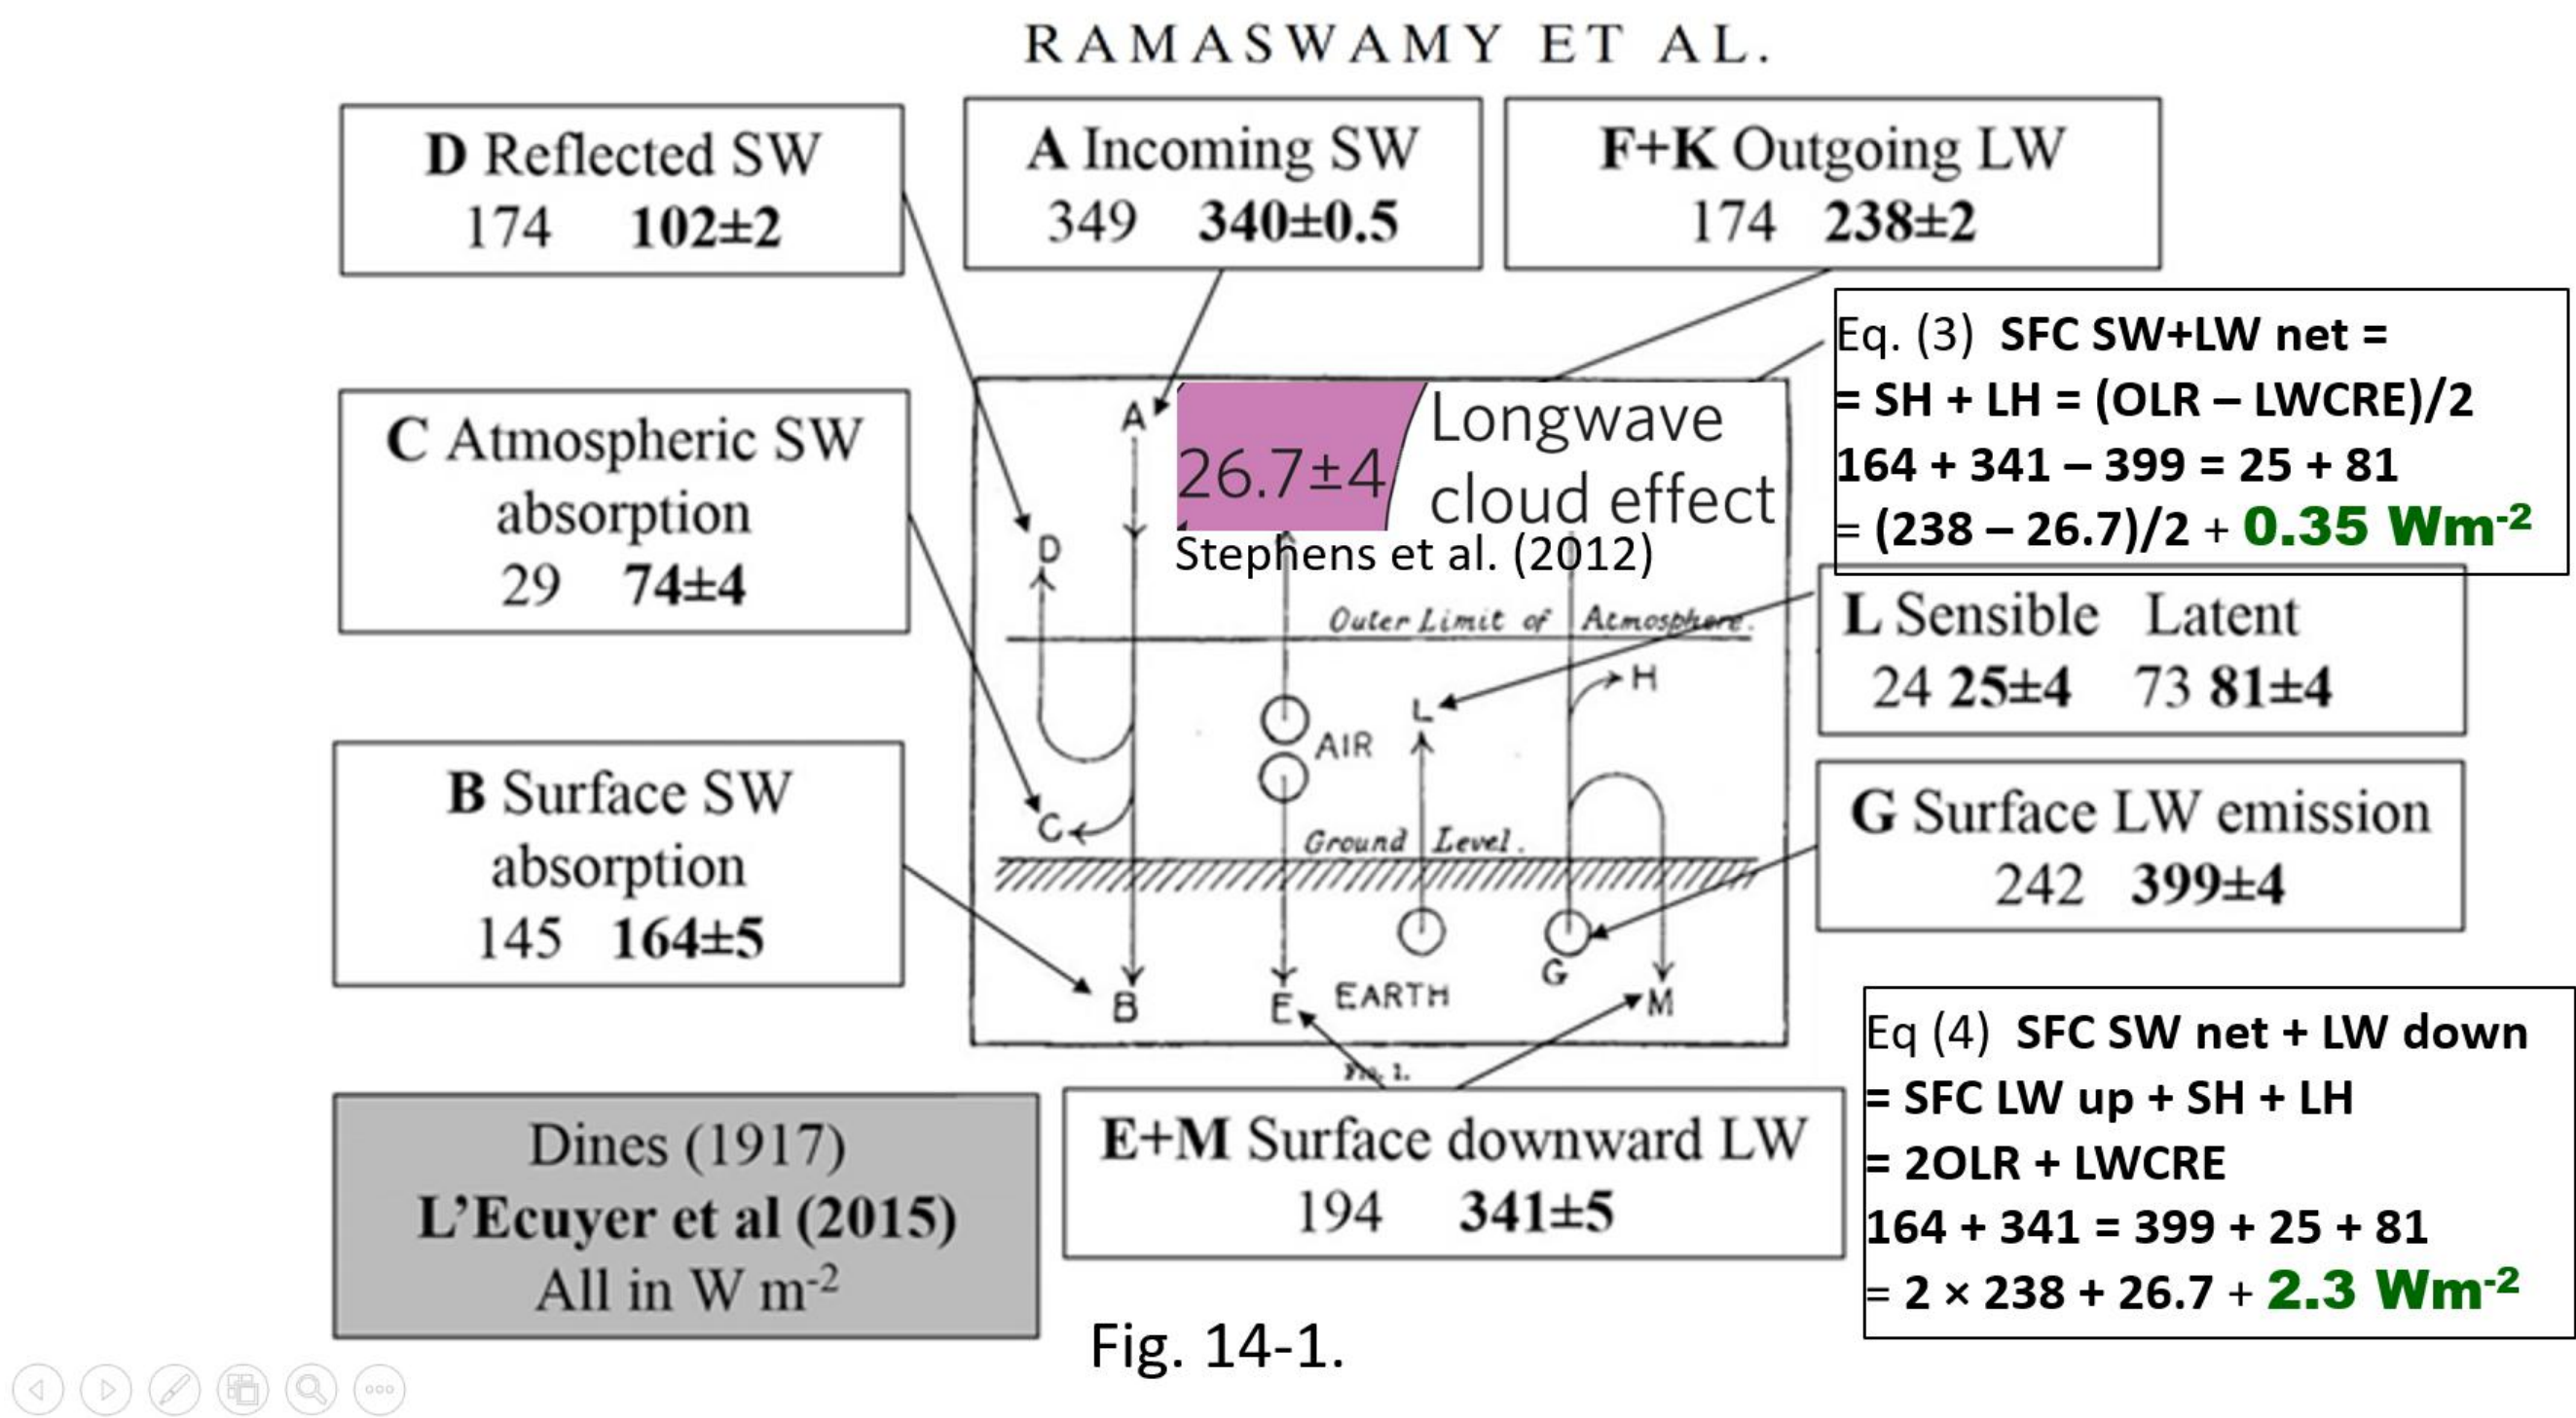 RAMASWAMY ET AL.
D Reflected SW
174 102±2
A Incoming SW
349 340±0.5
F+K Outgoing LW
174 238±2
Eq. (3) SFC SW+LW net =
= SH + LH = (OLR – LWCRE)/2
164 + 341 – 399 = 25 + 81
= (238 – 26.7)/2 + 0.35 Wm-2
C Atmospheric SW
absorption
29 74±4
A
26.7±4
Longwave
cloud effect
Stephens et al. (2012)
D
Outer Limit of Atmosphere.
H
L
AIR
C
Ground Level.
L Sensible Latent
24 25±4 73 81±4
B Surface SW
absorption
145 164±5
G Surface LW emission
242 399±4
G
B
E
EARTH
M
Fig. 1.
Eq (4) SFC SW net + LW down
= SFC LW up + SH + LH
= 2OLR + LWCRE
164 + 341 = 399 + 25 + 81
= 2 × 238 + 26.7 + 2.3 Wm-2
Dines (1917)
L’Ecuyer et al (2015)
All in W m-2
E+M Surface downward LW
194 341±5
Fig. 14-1.